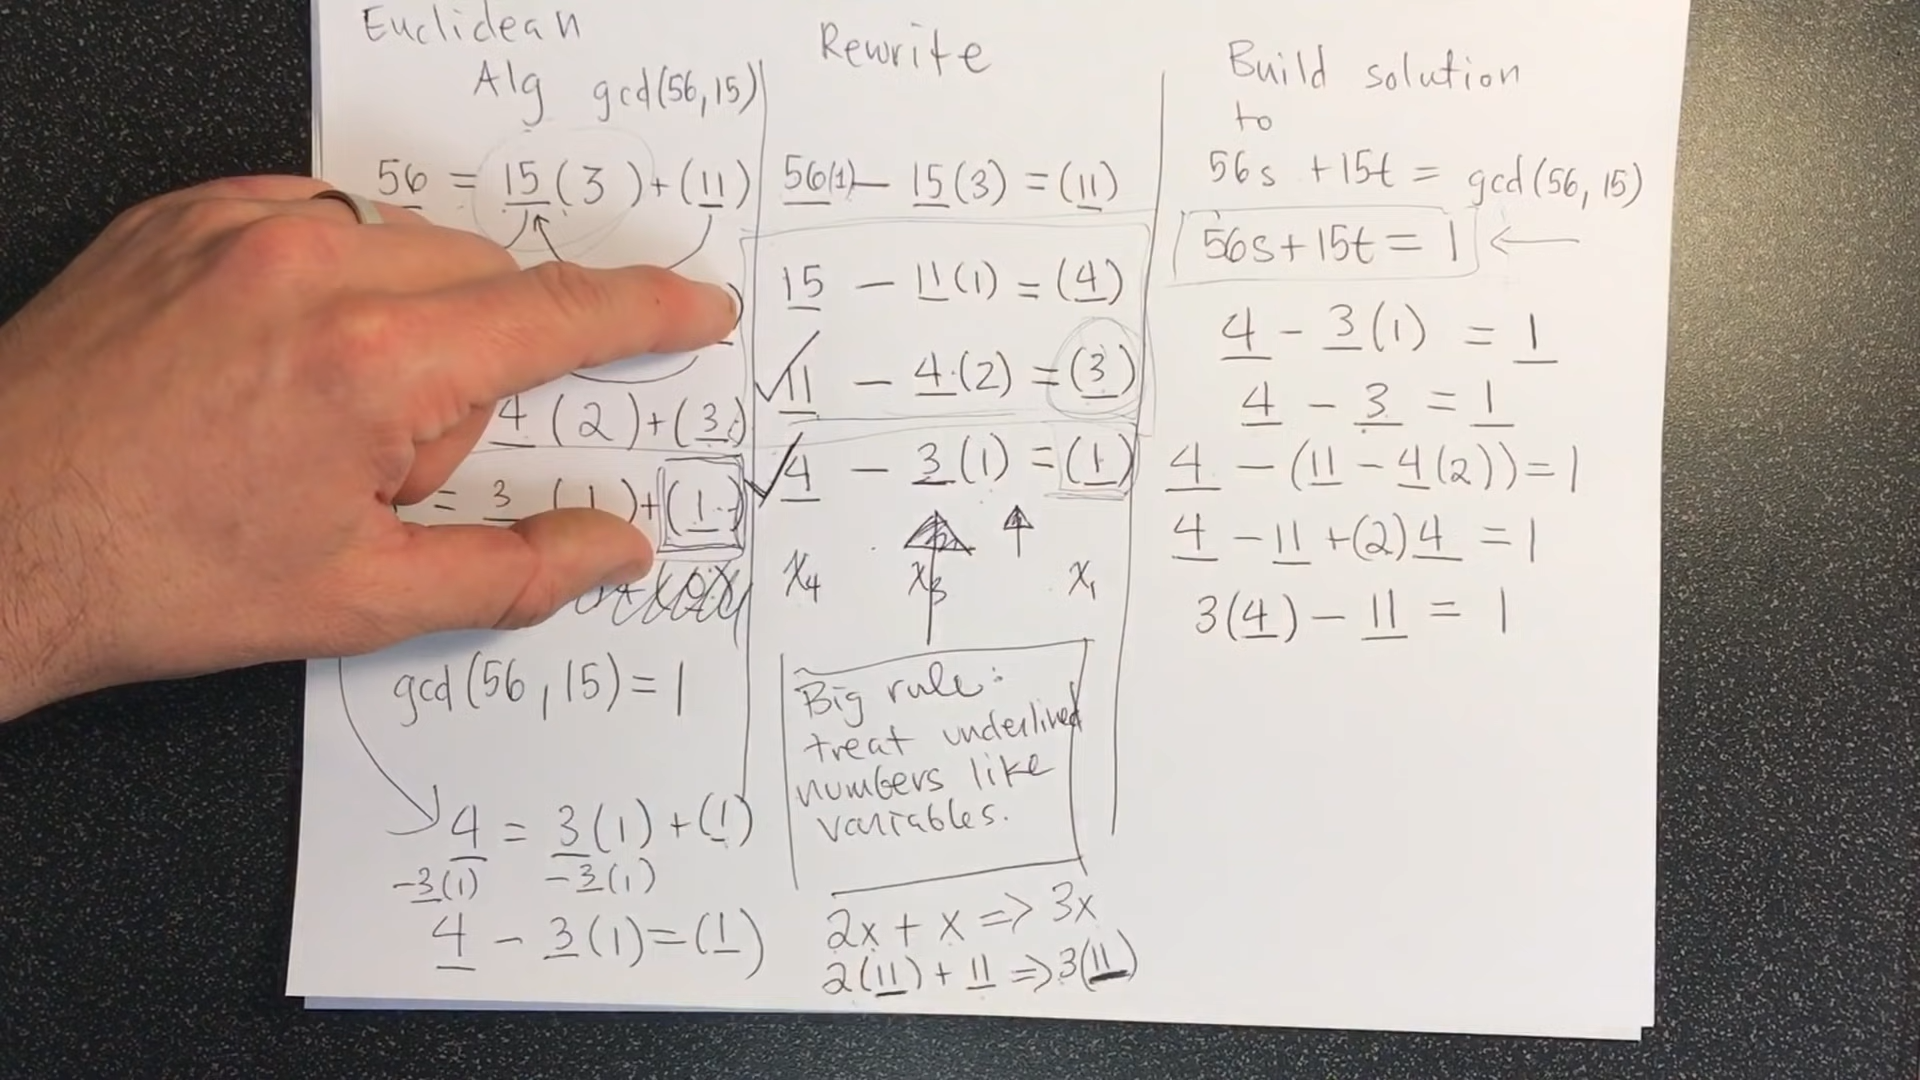 Euclidean
Alg gcd(56,15)
56 = 15(3)+(11)
4(2)+(3)
= 3(1)+(1)
gcd(56,15)=1
4 = 3(1)+(1)
-3(1) -3(1)
4 - 3(1)=(1)
Rewrite
56(1)- 15(3)=(11)
15 - 11(1)=(4)
11 - 4(2)=(3)
4 - 3(1)=(1)
x4 x3 x1
Big rule:
treat underlined
numbers like
variables.
2x + x => 3x
2(11)+ 11 => 3(11)
Build solution
to
56s +15t = gcd(56,15)
56s+15t= 1
4 - 3(1) = 1
4 - 3 = 1
4 -(11 - 4(2))=1
4 -11 +(2)4 =1
3(4)- 11 = 1